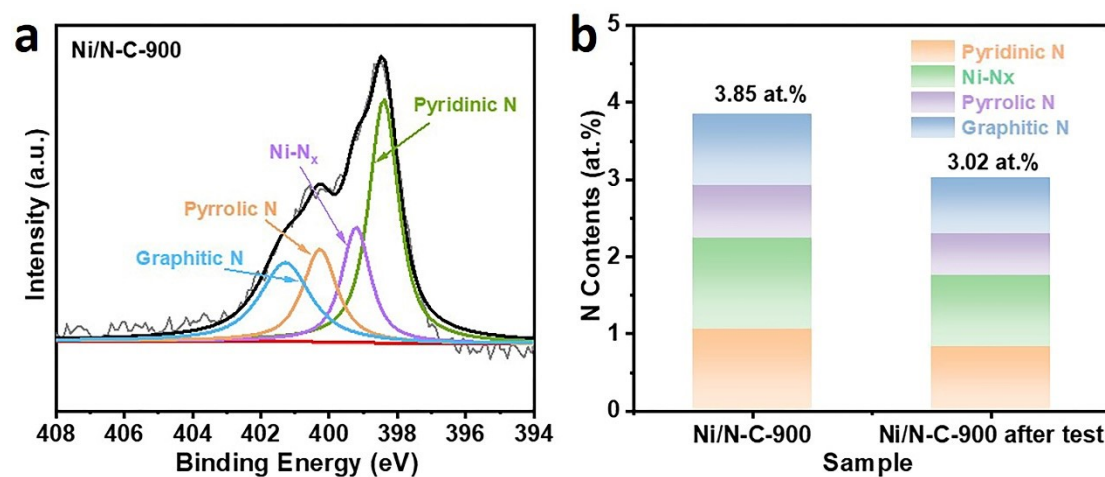 a
Ni/N-C-900
Pyridinic N
Ni-Nx
Pyrrolic N
Graphitic N
Intensity (a.u.)
408 406 404 402 400 398 396 394
Binding Energy (eV)
b
5
4
3
2
1
0
N Contents (at.%)
Pyridinic N
Ni-Nx
Pyrrolic N
Graphitic N
3.85 at.%
3.02 at.%
Ni/N-C-900 Ni/N-C-900 after test
Sample